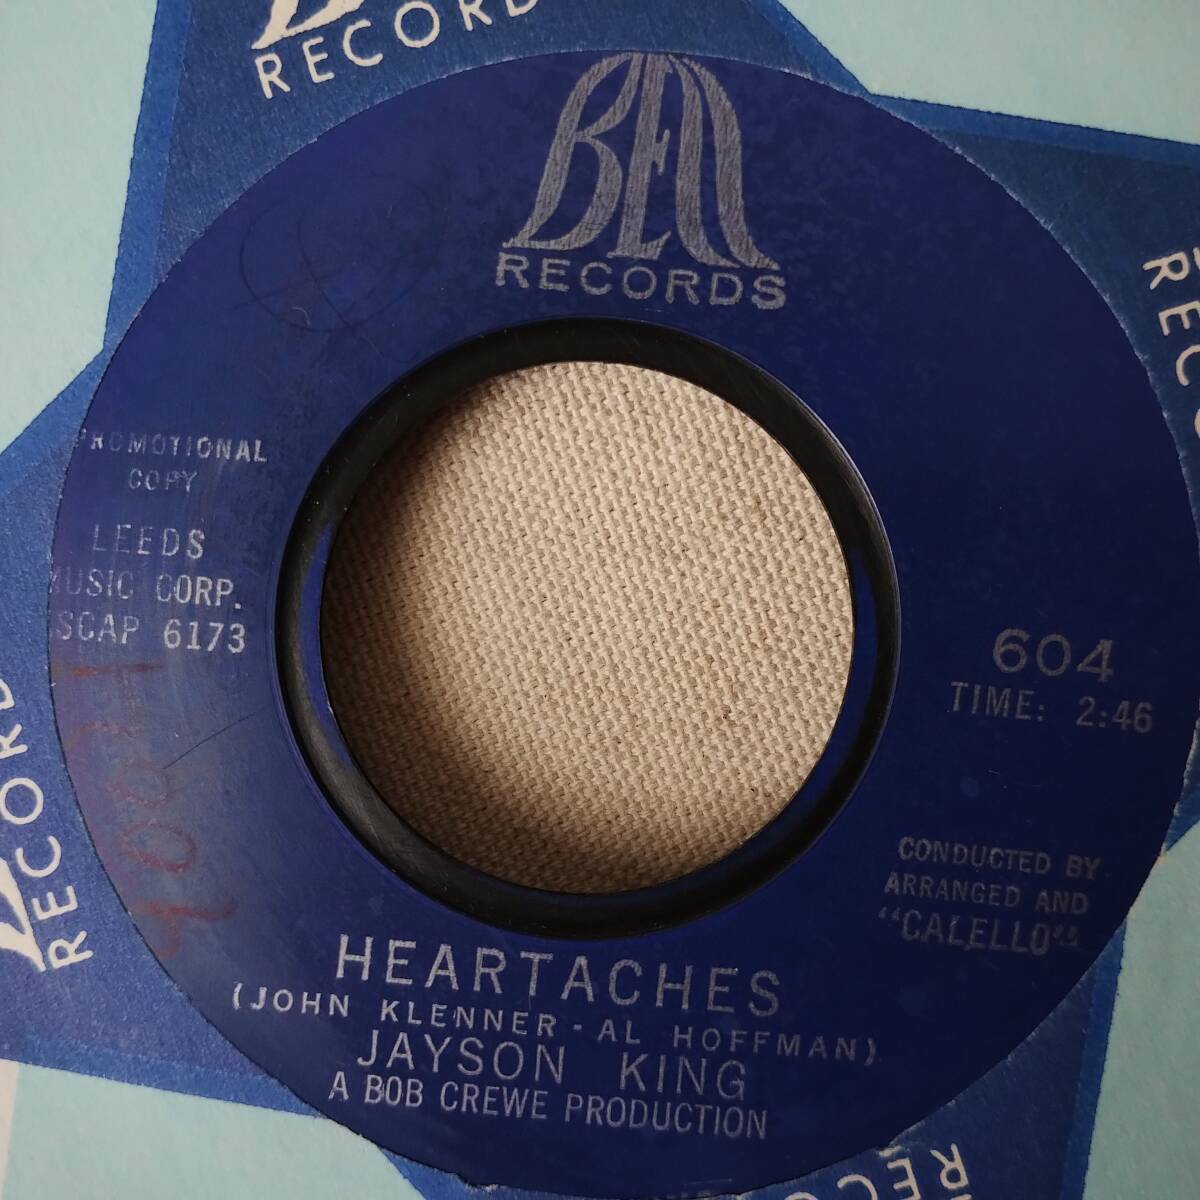 RECORD
BELL
RECORDS
REC
PROMOTIONAL
COPY
LEEDS
MUSIC CORP.
ASCAP 6173
604
TIME: 2:46
CONDUCTED BY
ARRANGED AND
"CALELLO"
HEARTACHES
(JOHN KLENNER - AL HOFFMAN)
JAYSON KING
A BOB CREWE PRODUCTION
RECORD
RECOR